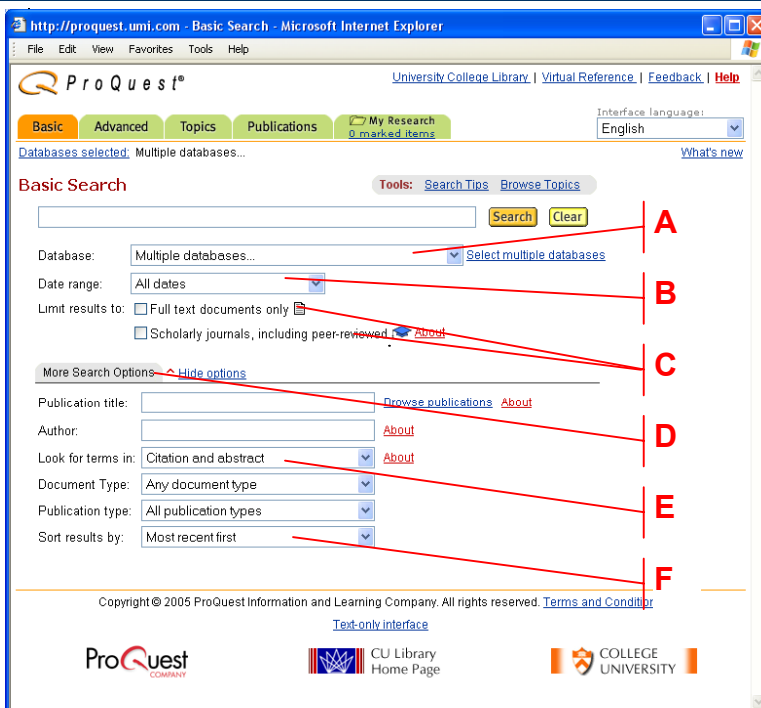 http://proquest.umi.com - Basic Search - Microsoft Internet Explorer
File Edit View Favorites Tools Help
ProQuest®
University College Library | Virtual Reference | Feedback | Help
Interface language:
Basic Advanced Topics Publications My Research
0 marked items
English
Databases selected: Multiple databases...
What's new
Basic Search
Tools: Search Tips Browse Topics
Search Clear
A
Database: Multiple databases... Select multiple databases
Date range: All dates
B
Limit results to: Full text documents only
Scholarly journals, including peer-reviewed About
C
More Search Options Hide options
Publication title: Browse publications About
Author: About
D
Look for terms in: Citation and abstract About
Document Type: Any document type
Publication type: All publication types
E
Sort results by: Most recent first
F
Copyright © 2005 ProQuest Information and Learning Company. All rights reserved. Terms and Condition
Text-only interface
ProQuest
COMPANY
CU Library
Home Page
COLLEGE
UNIVERSITY